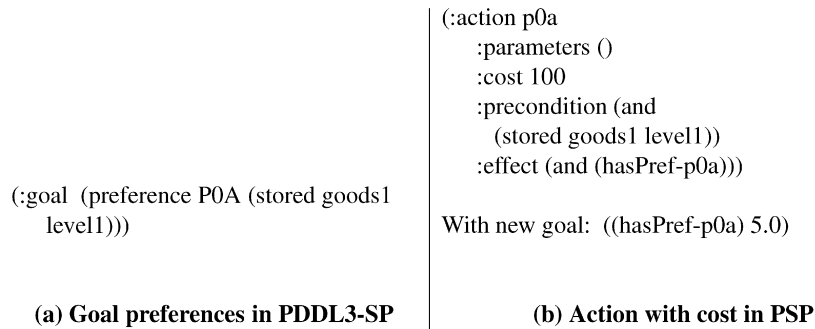 (:goal (preference P0A (stored goods1
level1)))
(a) Goal preferences in PDDL3-SP
(:action p0a
:parameters ()
:cost 100
:precondition (and
(stored goods1 level1))
:effect (and (hasPref-p0a)))
With new goal: ((hasPref-p0a) 5.0)
(b) Action with cost in PSP